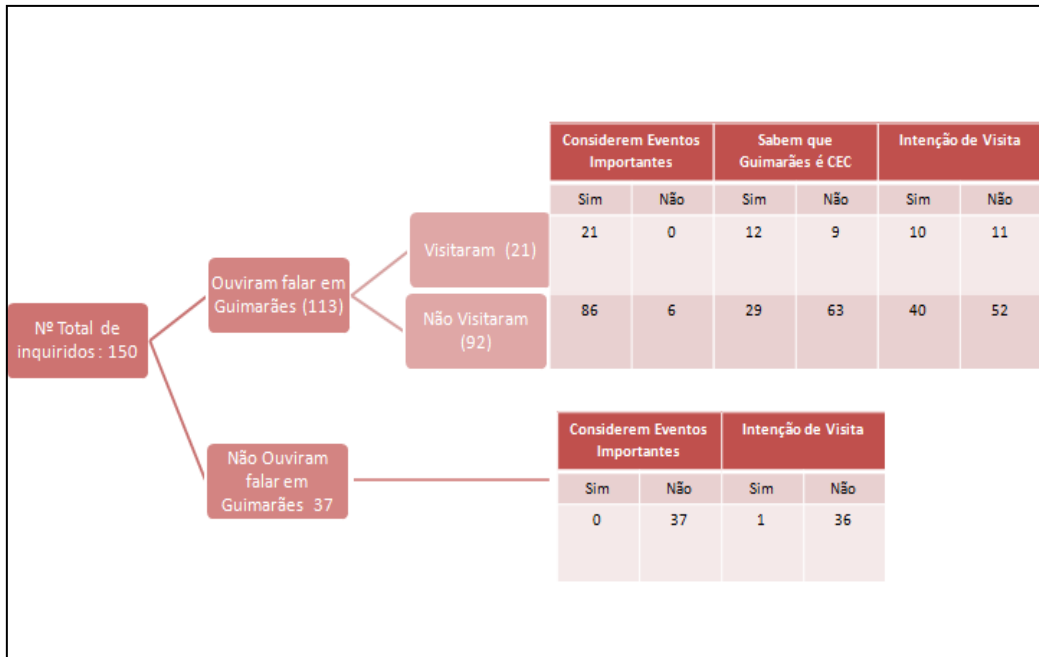 Considerem Eventos
Importantes
Sabem que
Guimarães é CEC
Intenção de Visita
Sim Não Sim Não Sim Não
Visitaram (21)
21 0 12 9 10 11
Ouviram falar em
Guimarães (113)
Não Visitaram
(92)
86 6 29 63 40 52
Nº Total de
inquiridos : 150
Não Ouviram
falar em
Guimarães 37
Considerem Eventos
Importantes
Intenção de Visita
Sim Não Sim Não
0 37 1 36